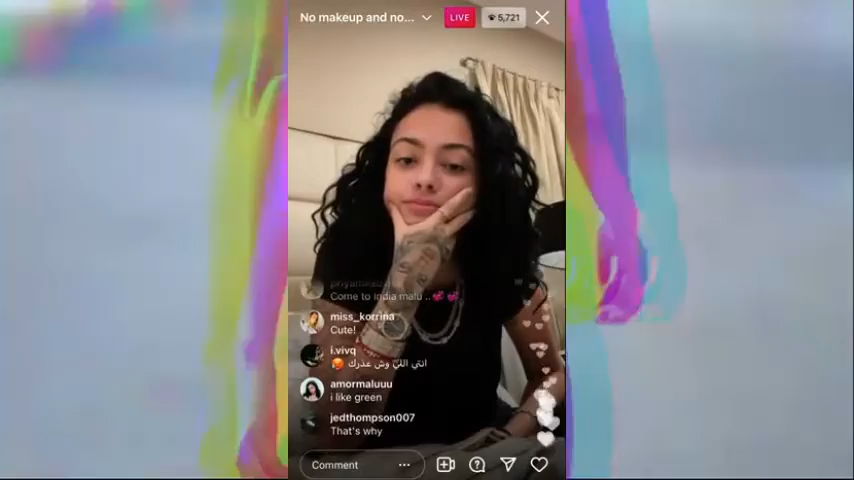 No makeup and no...
LIVE
5,721
Come to India malu ..💞💞
miss_korrina
Cute!
i.vivq
انتي اللي وش عذرك 🥵
amormaluuu
i like green
jedthompson007
That's why
Comment